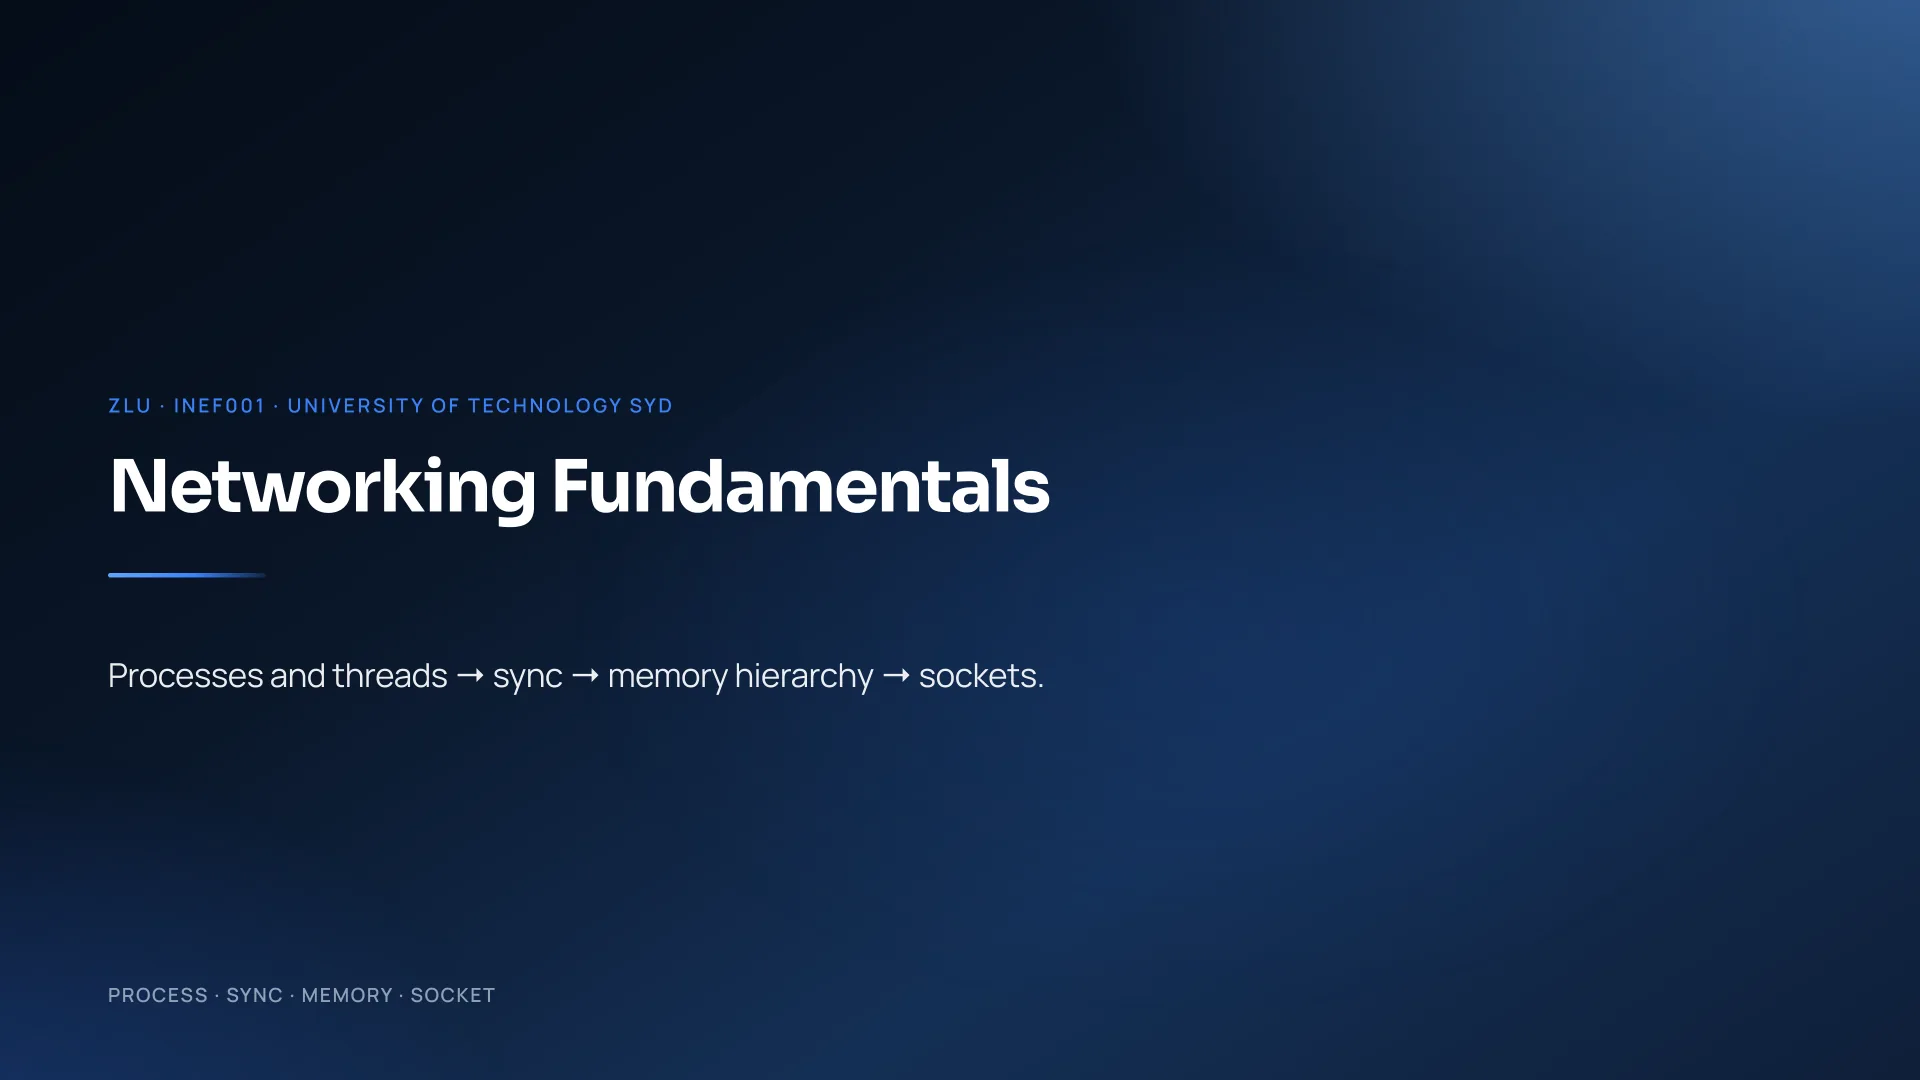 ZLU · INEF001 · UNIVERSITY OF TECHNOLOGY SYD
Networking Fundamentals
Processes and threads → sync → memory hierarchy → sockets.
PROCESS · SYNC · MEMORY · SOCKET